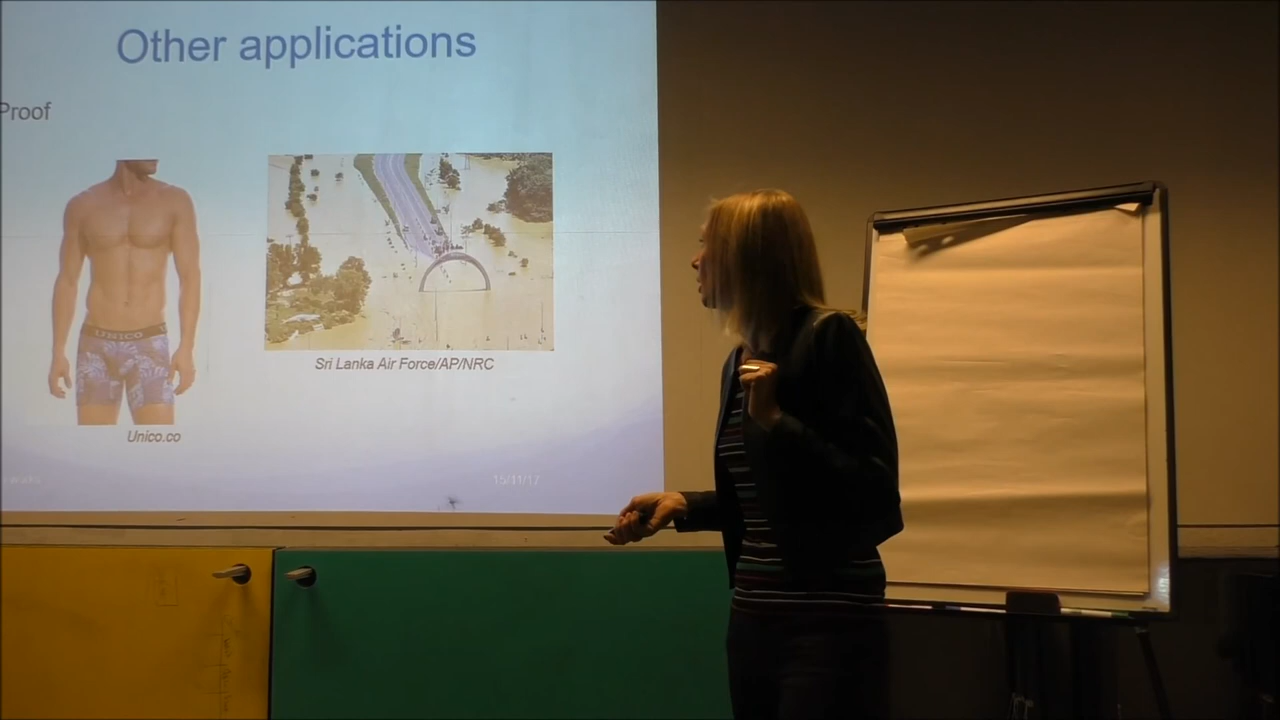 Other applications
Proof
UNICO
Sri Lanka Air Force/AP/NRC
Unico.co
15/11/17